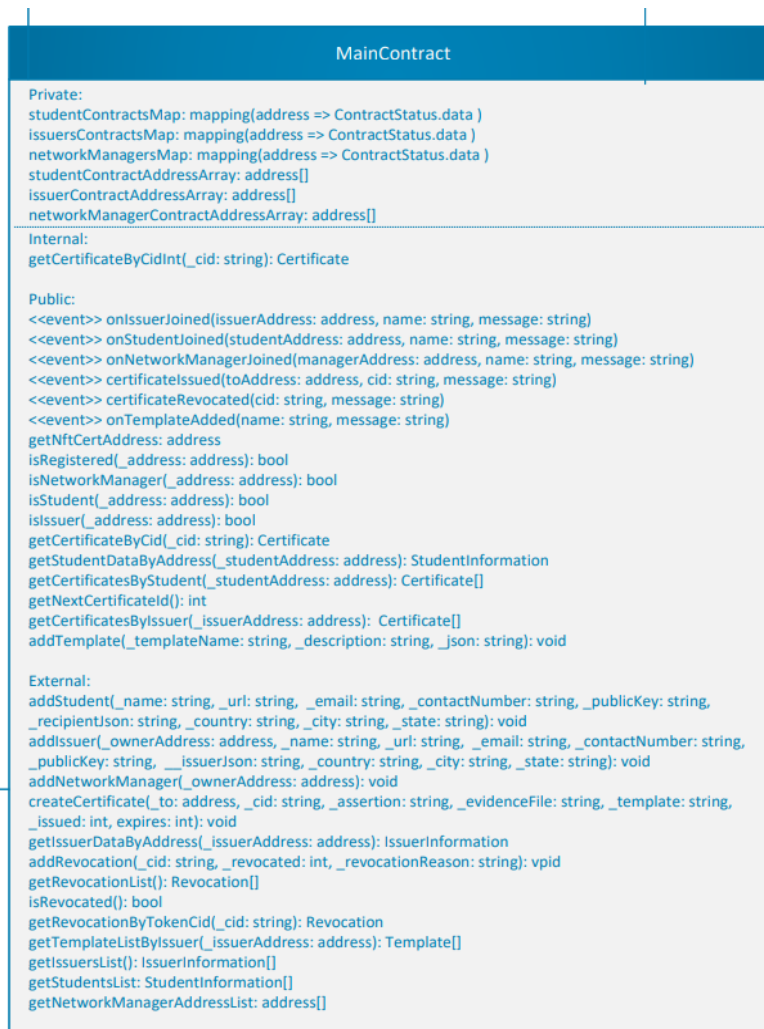 MainContract
Private:
studentContractsMap: mapping(address => ContractStatus.data )
issuersContractsMap: mapping(address => ContractStatus.data )
networkManagersMap: mapping(address => ContractStatus.data )
studentContractAddressArray: address[]
issuerContractAddressArray: address[]
networkManagerContractAddressArray: address[]
Internal:
getCertificateByCidInt(_cid: string): Certificate
Public:
<<event>> onIssuerJoined(issuerAddress: address, name: string, message: string)
<<event>> onStudentJoined(studentAddress: address, name: string, message: string)
<<event>> onNetworkManagerJoined(managerAddress: address, name: string, message: string)
<<event>> certificateIssued(toAddress: address, cid: string, message: string)
<<event>> certificateRevocated(cid: string, message: string)
<<event>> onTemplateAdded(name: string, message: string)
getNftCertAddress: address
isRegistered(_address: address): bool
isNetworkManager(_address: address): bool
isStudent(_address: address): bool
isIssuer(_address: address): bool
getCertificateByCid(_cid: string): Certificate
getStudentDataByAddress(_studentAddress: address): StudentInformation
getCertificatesByStudent(_studentAddress: address): Certificate[]
getNextCertificateId(): int
getCertificatesByIssuer(_issuerAddress: address):  Certificate[]
addTemplate(_templateName: string, _description: string, _json: string): void
External:
addStudent(_name: string, _url: string,  _email: string, _contactNumber: string, _publicKey: string,
_recipientJson: string, _country: string, _city: string, _state: string): void
addIssuer(_ownerAddress: address, _name: string, _url: string,  _email: string, _contactNumber: string,
_publicKey: string,  __issuerJson: string, _country: string, _city: string, _state: string): void
addNetworkManager(_ownerAddress: address): void
createCertificate(_to: address, _cid: string, _assertion: string, _evidenceFile: string, _template: string,
_issued: int, expires: int): void
getIssuerDataByAddress(_issuerAddress: address): IssuerInformation
addRevocation(_cid: string, _revocated: int, _revocationReason: string): vpid
getRevocationList(): Revocation[]
isRevocated(): bool
getRevocationByTokenCid(_cid: string): Revocation
getTemplateListByIssuer(_issuerAddress: address): Template[]
getIssuersList(): IssuerInformation[]
getStudentsList: StudentInformation[]
getNetworkManagerAddressList: address[]